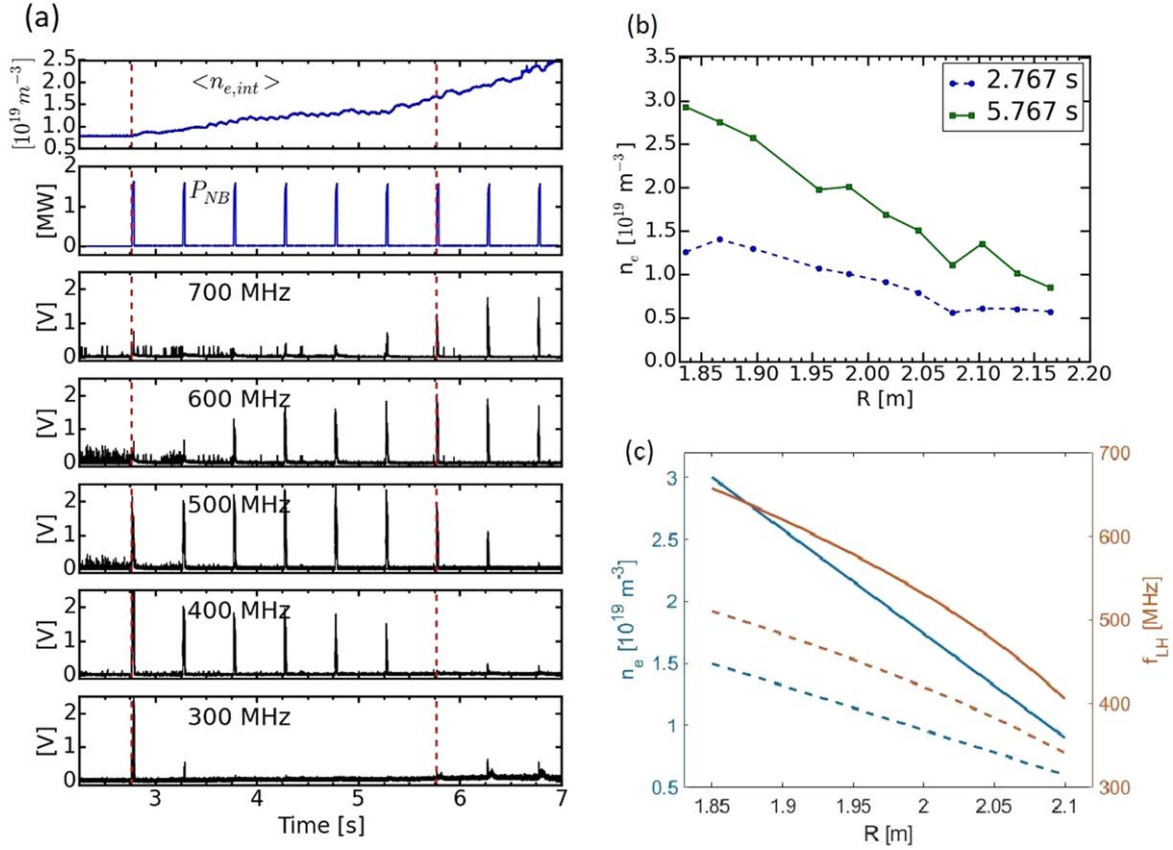 (a)
[10^{19} m^{-3}]
2.5
2.0
1.5
1.0
0.5
<n_{e,int}>
[MW]
2
1
0
P_{NB}
[V]
2
1
0
700 MHz
[V]
2
1
0
600 MHz
[V]
2
1
0
500 MHz
[V]
2
1
0
400 MHz
[V]
2
1
0
300 MHz
3 4 5 6 7
Time [s]
(b)
n_e [10^{19} m^{-3}]
3.5
3.0
2.5
2.0
1.5
1.0
0.5
0.0
2.767 s
5.767 s
1.85 1.90 1.95 2.00 2.05 2.10 2.15 2.20
R [m]
(c)
n_e [10^{19} m^{-3}]
3
2.5
2
1.5
1
0.5
700
600
500
400
300
f_{LH} [MHz]
1.85 1.9 1.95 2 2.05 2.1
R [m]